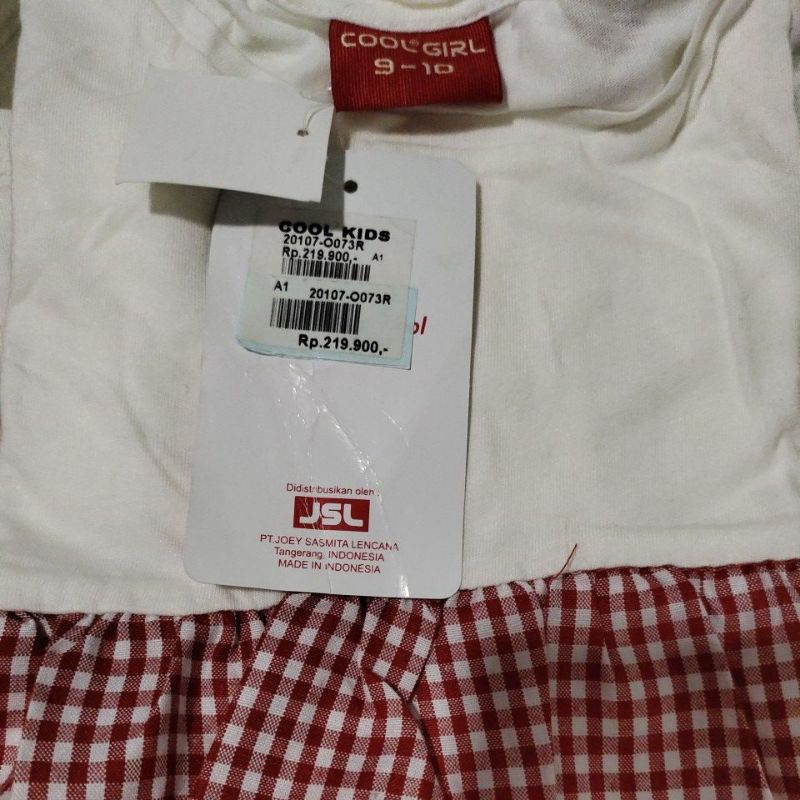 COOL® GIRL
9-10
COOL KIDS
20107-O073R
Rp.219.900,- A1
A1 20107-O073R
Rp.219.900,-
Didistribusikan oleh :
JSL
PT.JOEY SASMITA LENCANA
Tangerang, INDONESIA
MADE IN INDONESIA